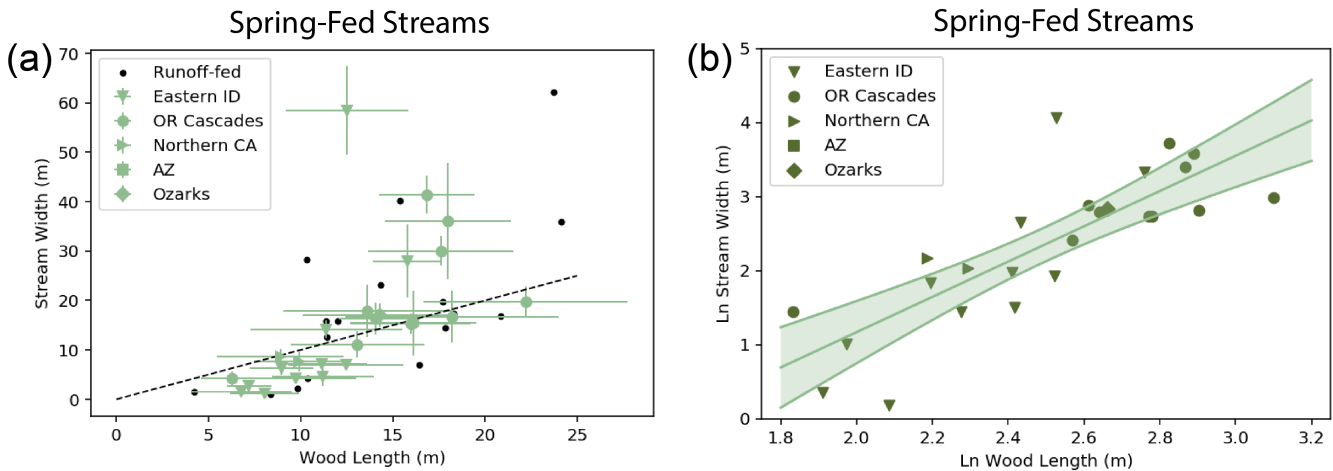 Spring-Fed Streams
(a)
70
60
50
40
30
20
10
0
Stream Width (m)
Runoff-fed
Eastern ID
OR Cascades
Northern CA
AZ
Ozarks
0 5 10 15 20 25
Wood Length (m)
Spring-Fed Streams
(b)
5
4
3
2
1
0
Ln Stream Width (m)
Eastern ID
OR Cascades
Northern CA
AZ
Ozarks
1.8 2.0 2.2 2.4 2.6 2.8 3.0 3.2
Ln Wood Length (m)